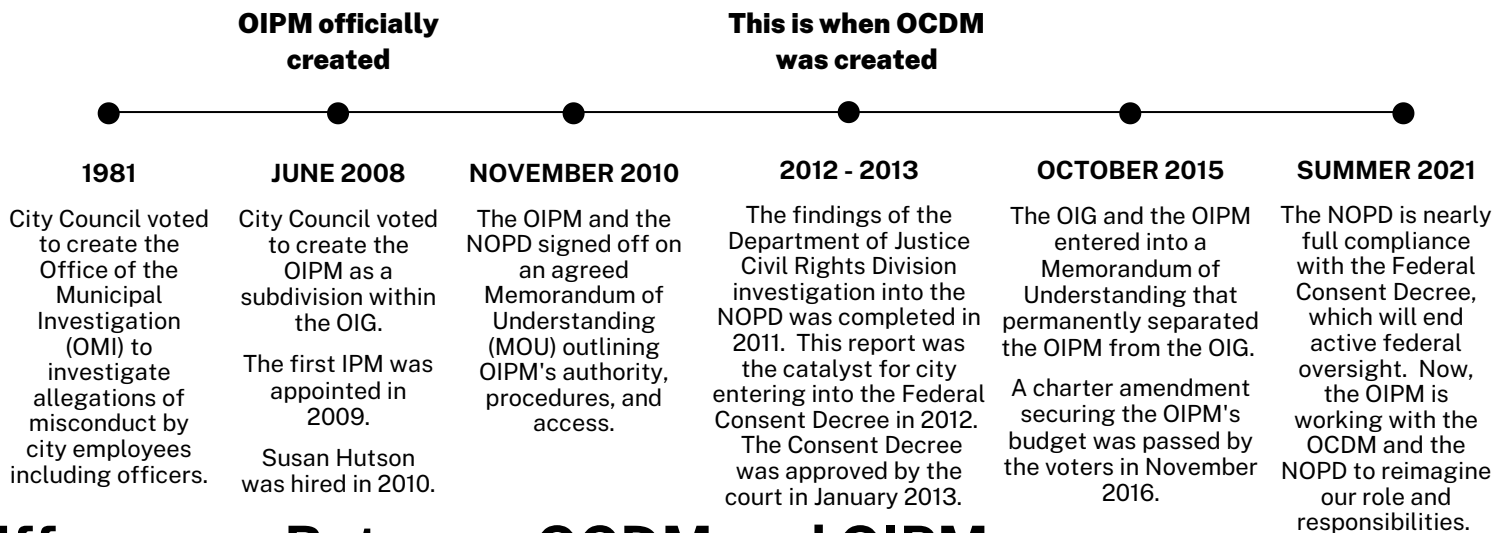 OIPM officially
created
This is when OCDM
was created
1981
City Council voted
to create the
Office of the
Municipal
Investigation
(OMI) to
investigate
allegations of
misconduct by
city employees
including officers.
JUNE 2008
City Council voted
to create the
OIPM as a
subdivision within
the OIG.
The first IPM was
appointed in
2009.
Susan Hutson
was hired in 2010.
NOVEMBER 2010
The OIPM and the
NOPD signed off on
an agreed
Memorandum of
Understanding
(MOU) outlining
OIPM's authority,
procedures, and
access.
2012 - 2013
The findings of the
Department of Justice
Civil Rights Division
investigation into the
NOPD was completed in
2011. This report was
the catalyst for city
entering into the Federal
Consent Decree in 2012.
The Consent Decree
was approved by the
court in January 2013.
OCTOBER 2015
The OIG and the OIPM
entered into a
Memorandum of
Understanding that
permanently separated
the OIPM from the OIG.
A charter amendment
securing the OIPM's
budget was passed by
the voters in November
2016.
SUMMER 2021
The NOPD is nearly
full compliance
with the Federal
Consent Decree,
which will end
active federal
oversight. Now,
the OIPM is
working with the
OCDM and the
NOPD to reimagine
our role and
responsibilities.